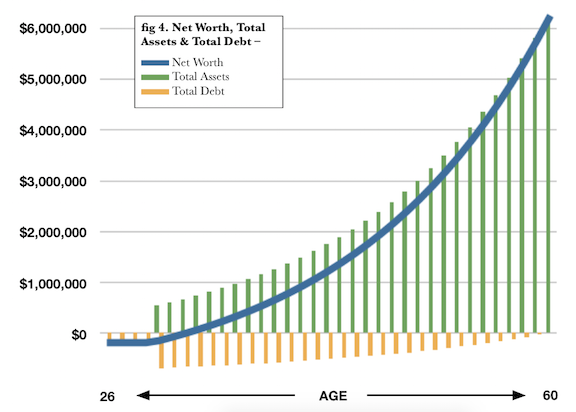 fig 4. Net Worth, Total
Assets & Total Debt –
Net Worth
Total Assets
Total Debt
$6,000,000
$5,000,000
$4,000,000
$3,000,000
$2,000,000
$1,000,000
$0
26
AGE
60